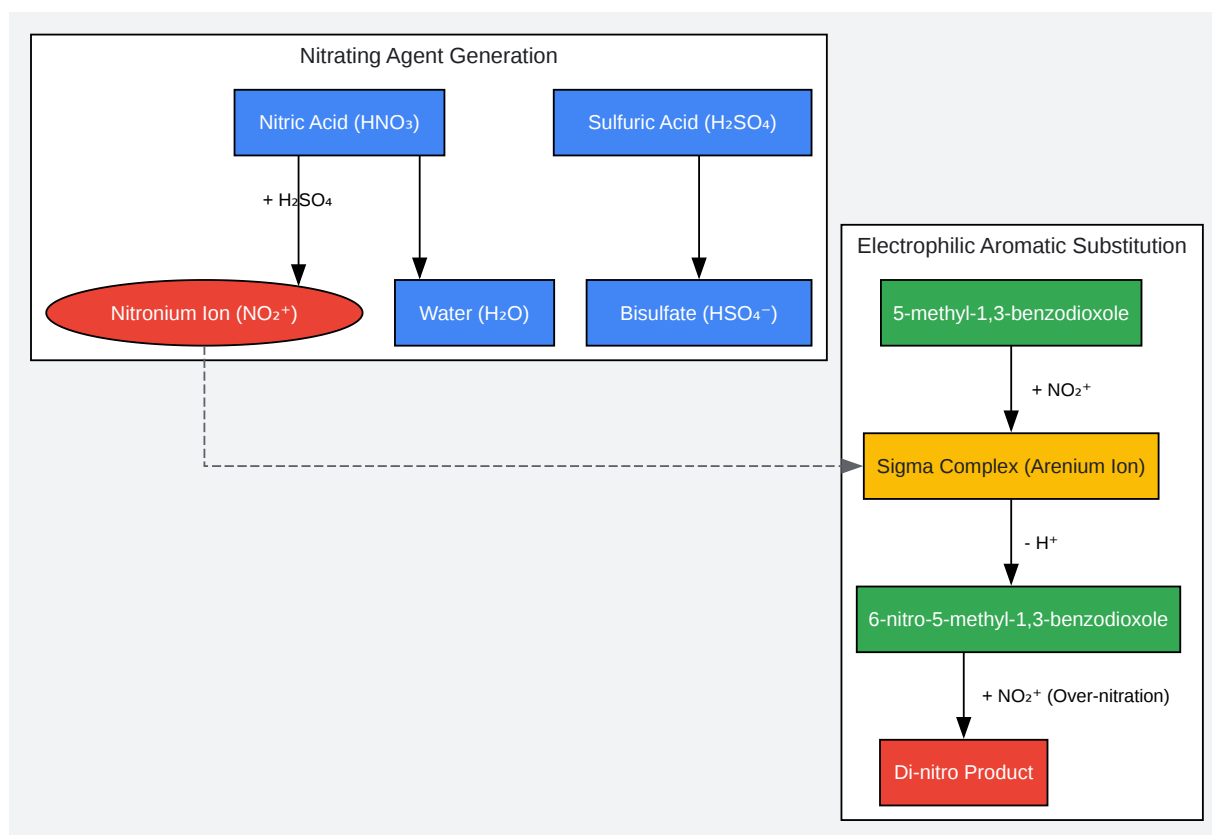 Nitrating Agent Generation
Nitric Acid (HNO₃)
Sulfuric Acid (H₂SO₄)
+ H₂SO₄
Nitronium Ion (NO₂⁺)
Water (H₂O)
Bisulfate (HSO₄⁻)
Electrophilic Aromatic Substitution
5-methyl-1,3-benzodioxole
+ NO₂⁺
Sigma Complex (Arenium Ion)
- H⁺
6-nitro-5-methyl-1,3-benzodioxole
+ NO₂⁺ (Over-nitration)
Di-nitro Product